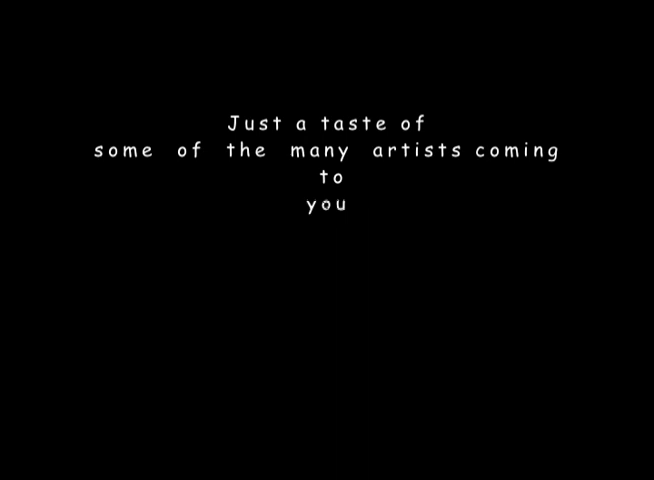 Just a taste of
some of the many artists coming
to
you